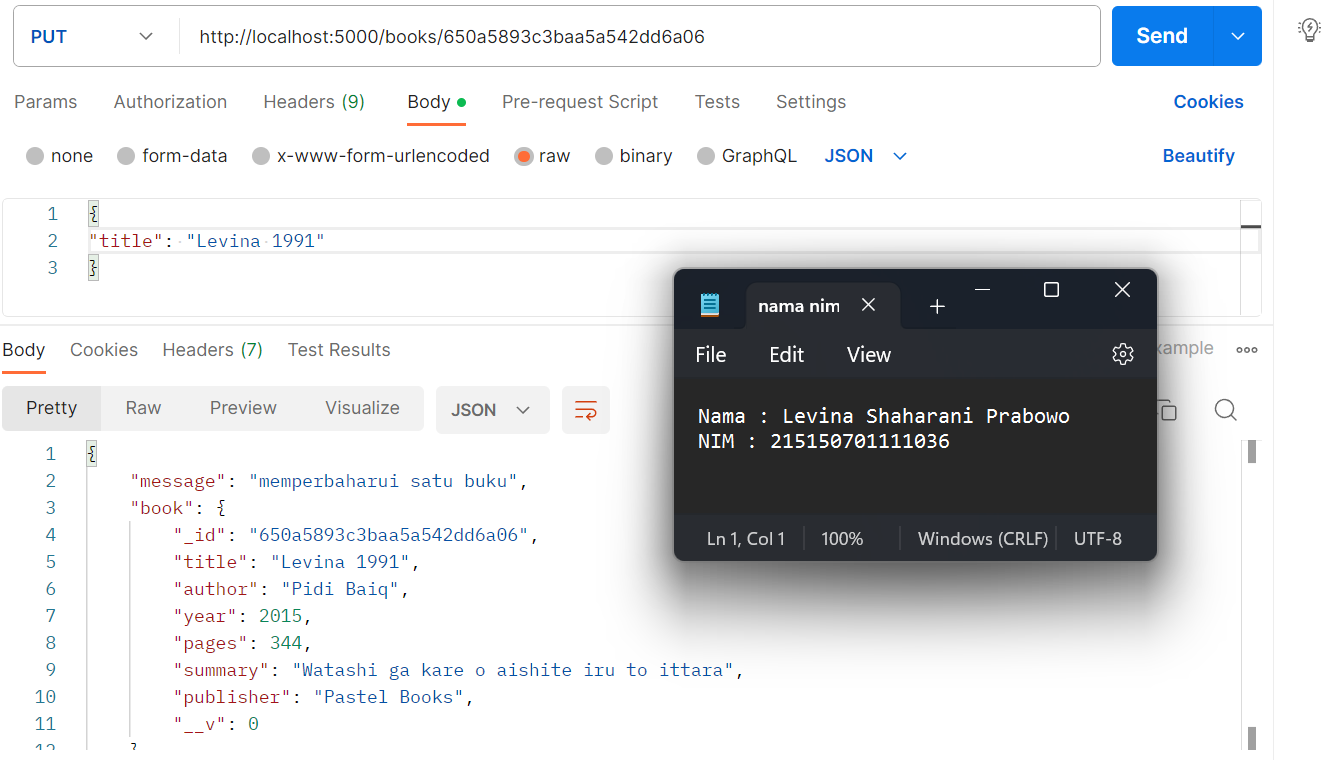 PUT http://localhost:5000/books/650a5893c3baa5a542dd6a06 Send
Params Authorization Headers (9) Body Pre-request Script Tests Settings Cookies
none form-data x-www-form-urlencoded raw binary GraphQL JSON Beautify
1 {
2 "title": "Levina 1991"
3 }
nama nim
File Edit View
Nama : Levina Shaharani Prabowo
NIM : 215150701111036
Ln 1, Col 1 100% Windows (CRLF) UTF-8
Body Cookies Headers (7) Test Results
Pretty Raw Preview Visualize JSON
1 {
2 "message": "memperbaharui satu buku",
3 "book": {
4 "_id": "650a5893c3baa5a542dd6a06",
5 "title": "Levina 1991",
6 "author": "Pidi Baiq",
7 "year": 2015,
8 "pages": 344,
9 "summary": "Watashi ga kare o aishite iru to ittara",
10 "publisher": "Pastel Books",
11 "__v": 0
12 }